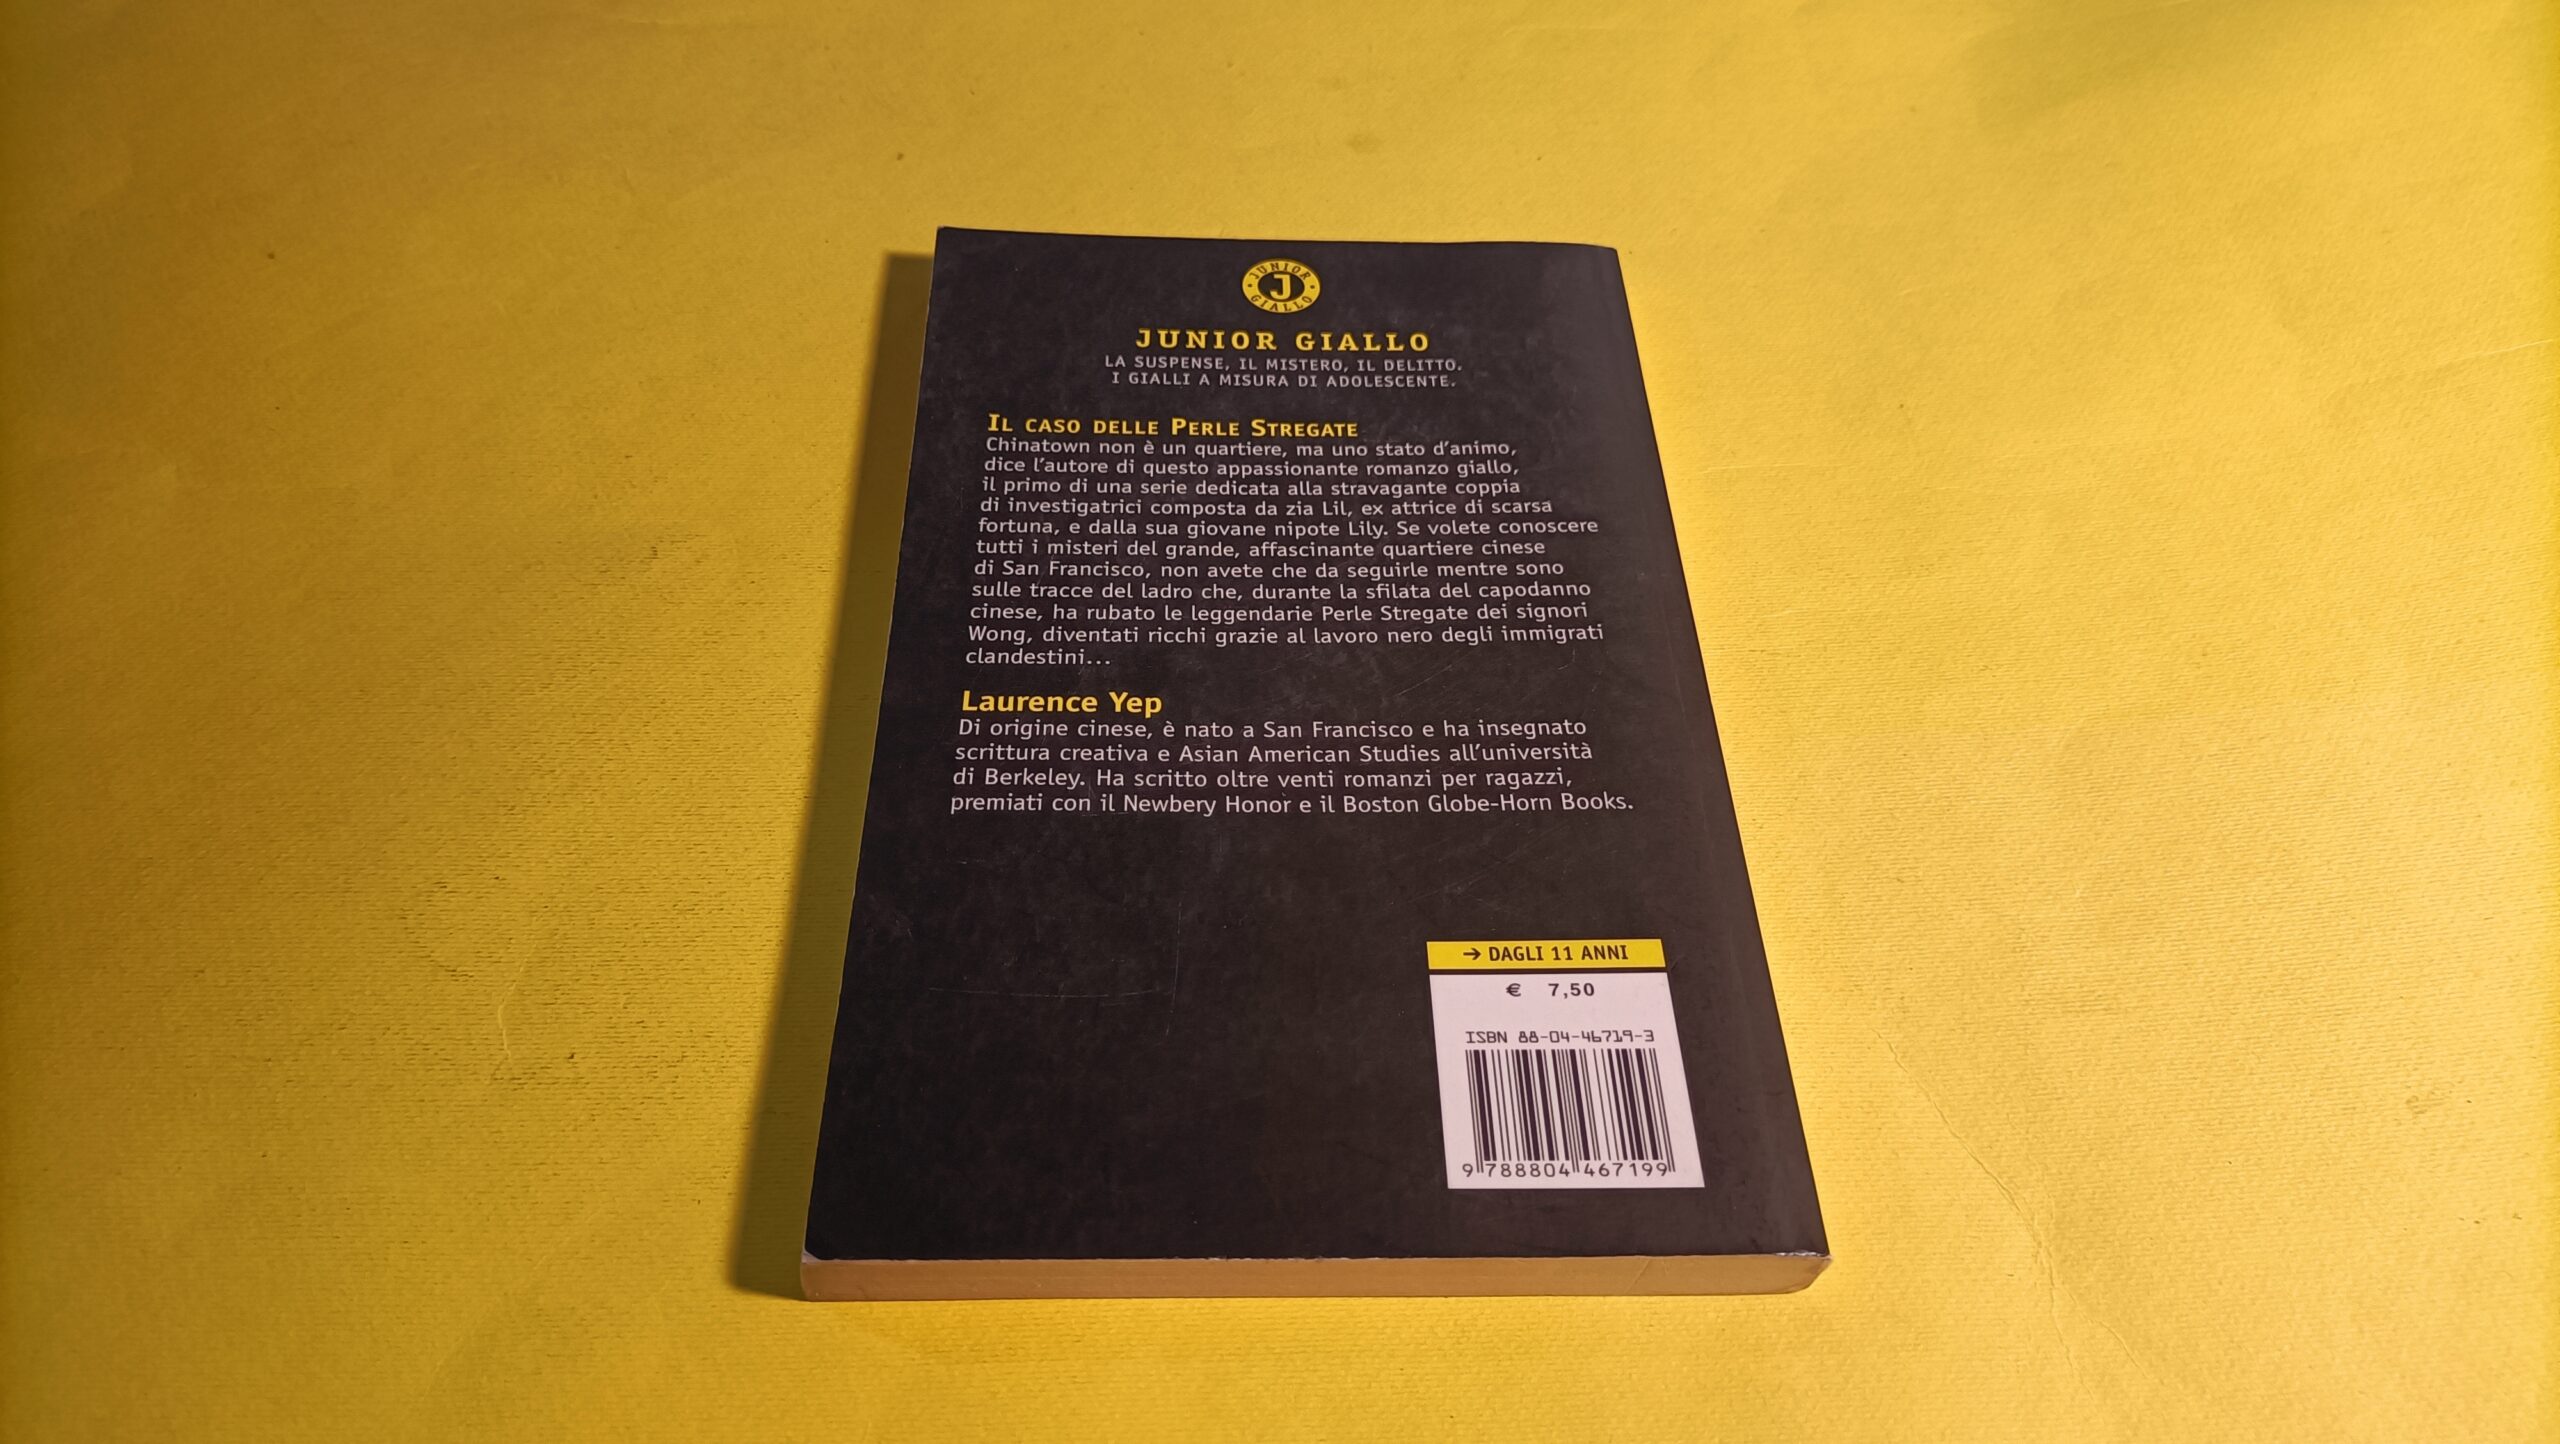 JUNIOR
J
GIALLO
JUNIOR GIALLO
LA SUSPENSE, IL MISTERO, IL DELITTO.
I GIALLI A MISURA DI ADOLESCENTE.
IL CASO DELLE PERLE STREGATE
Chinatown non è un quartiere, ma uno stato d'animo,
dice l'autore di questo appassionante romanzo giallo,
il primo di una serie dedicata alla stravagante coppia
di investigatrici composta da zia Lil, ex attrice di scarsa
fortuna, e dalla sua giovane nipote Lily. Se volete conoscere
tutti i misteri del grande, affascinante quartiere cinese
di San Francisco, non avete che da seguirle mentre sono
sulle tracce del ladro che, durante la sfilata del capodanno
cinese, ha rubato le leggendarie Perle Stregate dei signori
Wong, diventati ricchi grazie al lavoro nero degli immigrati
clandestini...
Laurence Yep
Di origine cinese, è nato a San Francisco e ha insegnato
scrittura creativa e Asian American Studies all'università
di Berkeley. Ha scritto oltre venti romanzi per ragazzi,
premiati con il Newbery Honor e il Boston Globe-Horn Books.
→ DAGLI 11 ANNI
€ 7,50
ISBN 88-04-46719-3
9 788804 467199